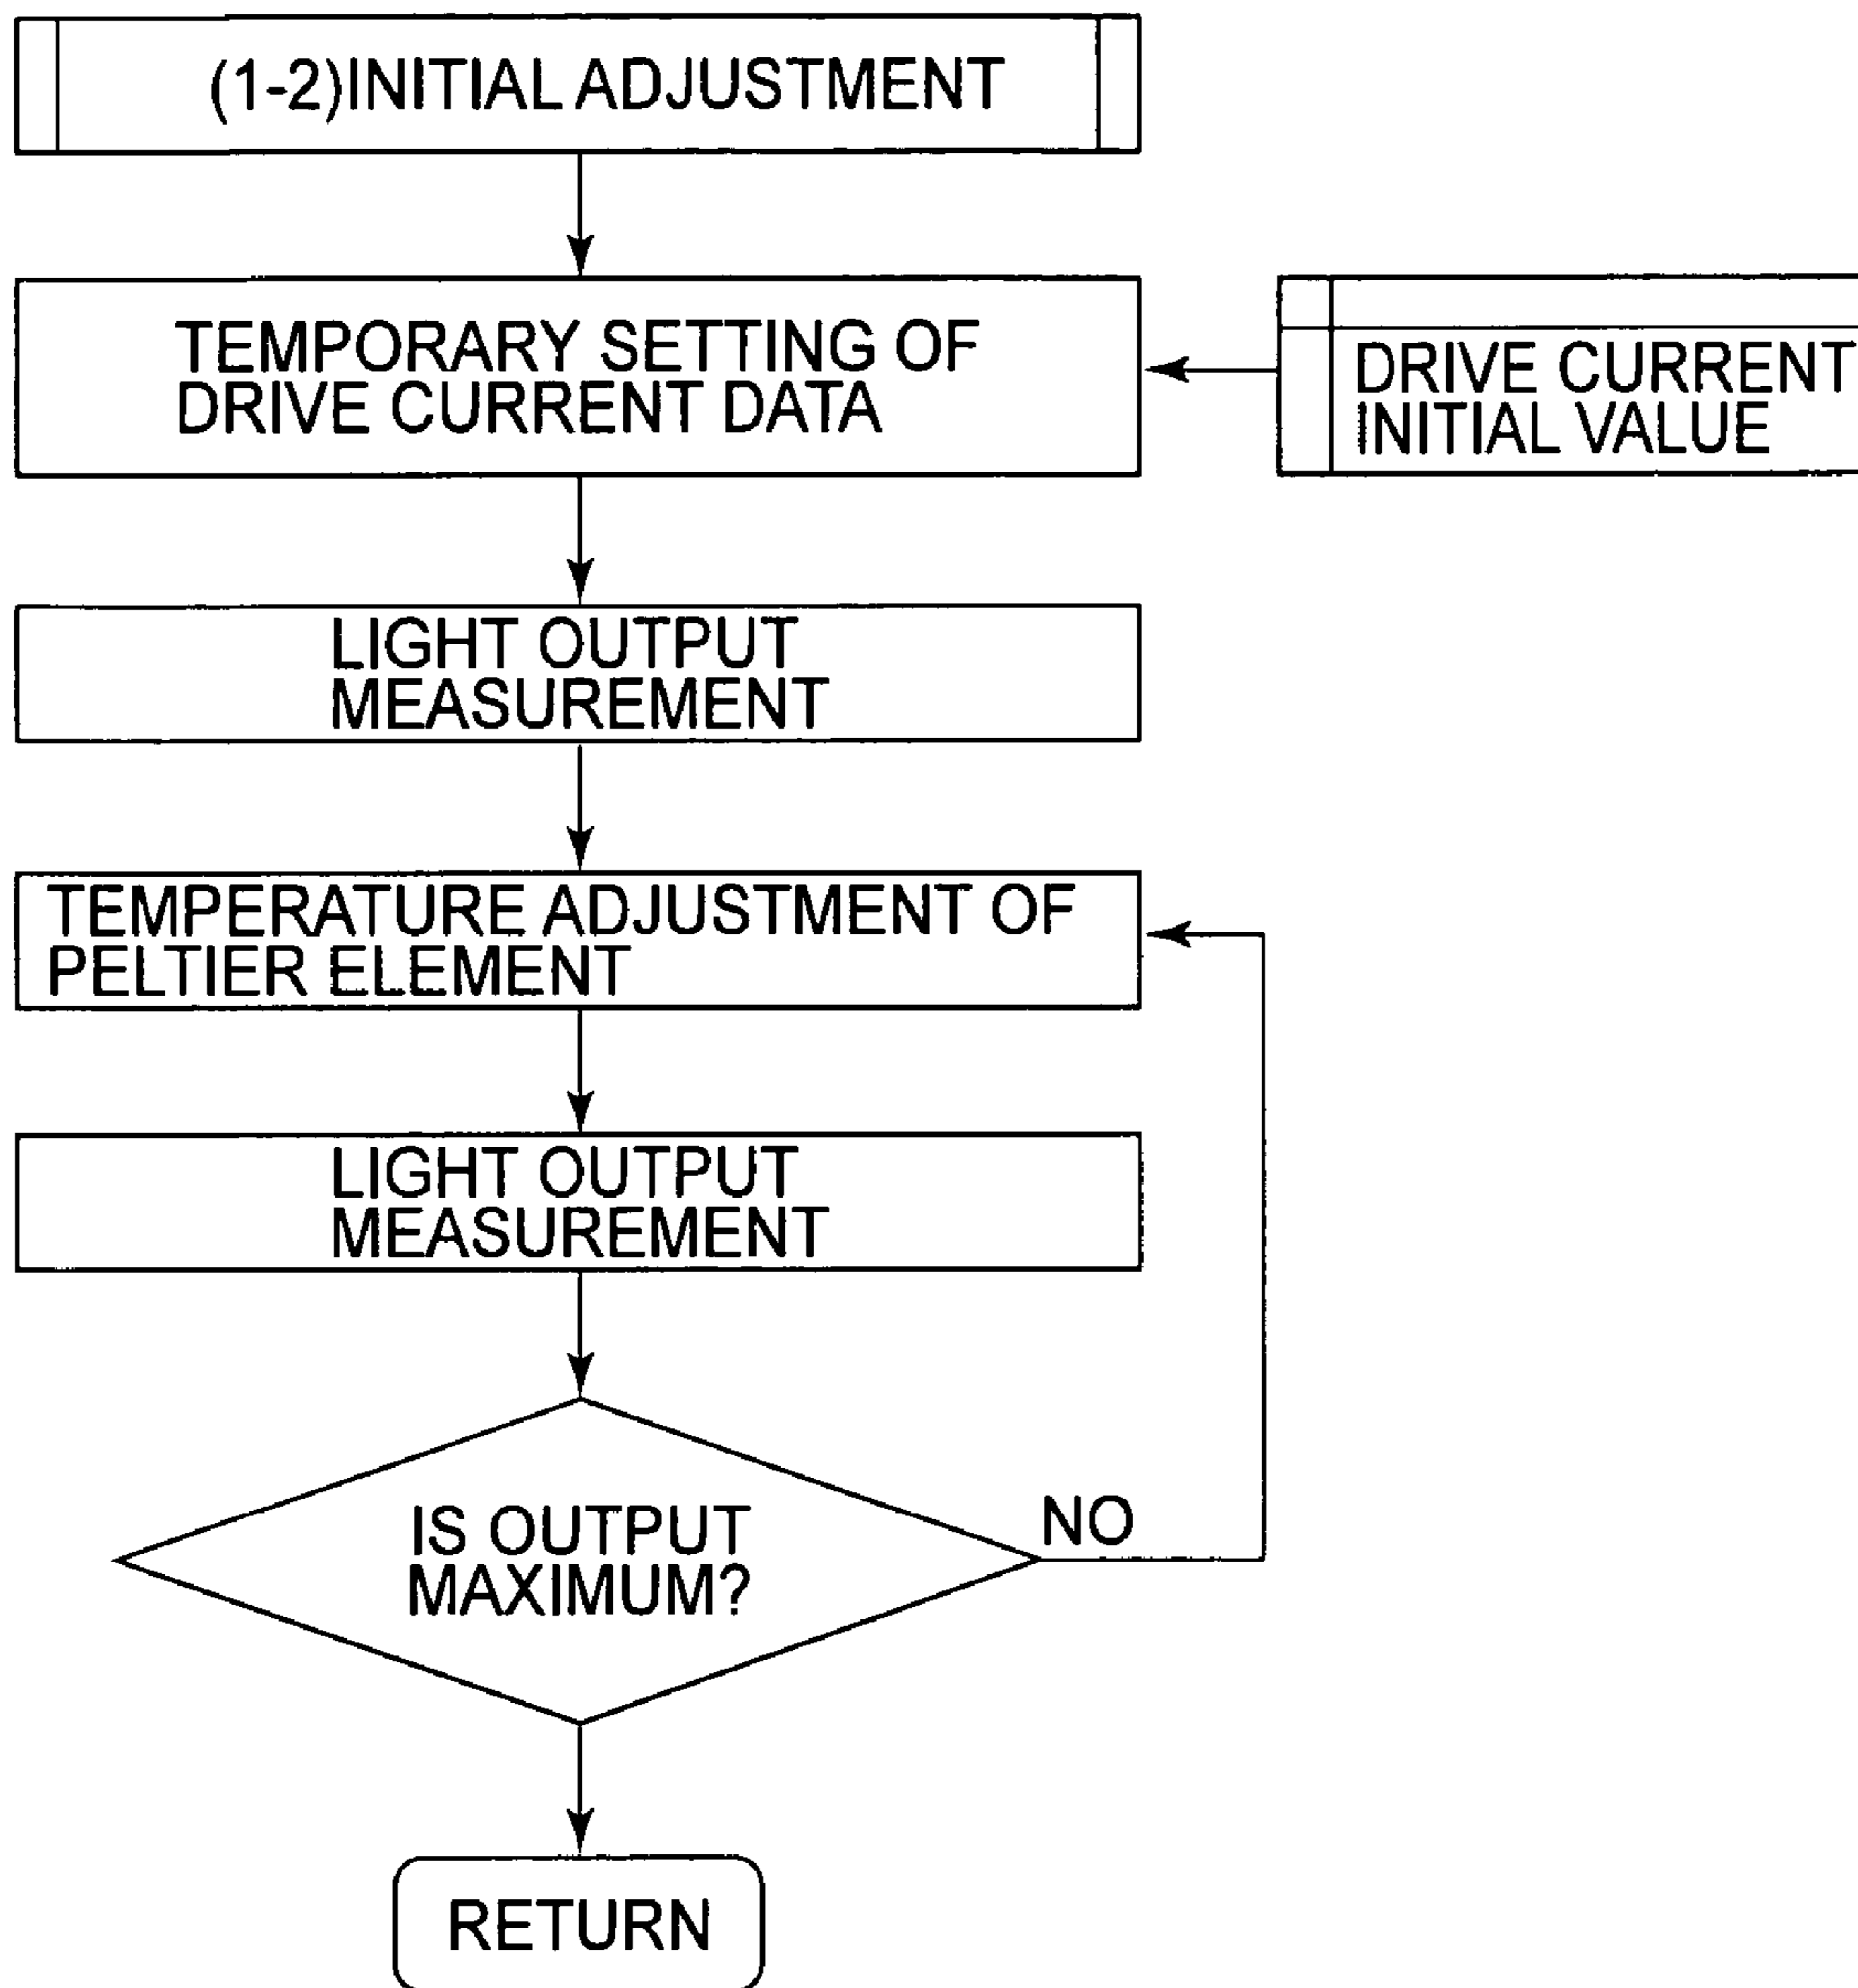 (1-2)INITIAL ADJUSTMENT
TEMPORARY SETTING OF
DRIVE CURRENT DATA
DRIVE CURRENT
INITIAL VALUE
LIGHT OUTPUT
MEASUREMENT
TEMPERATURE ADJUSTMENT OF
PELTIER ELEMENT
LIGHT OUTPUT
MEASUREMENT
IS OUTPUT
MAXIMUM?
NO
RETURN